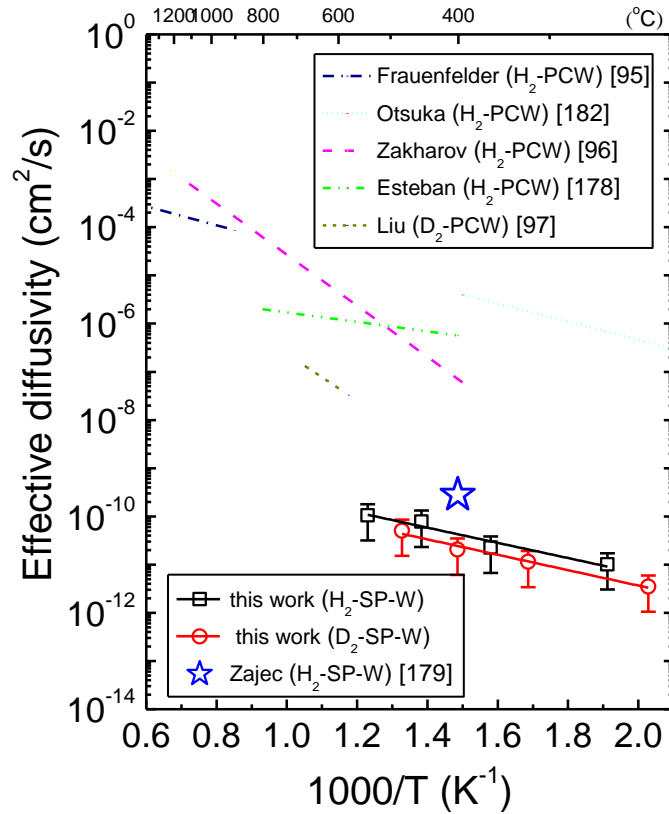 1200 1000 800 600 400 (°C)
10⁰
10⁻²
10⁻⁴
10⁻⁶
10⁻⁸
10⁻¹⁰
10⁻¹²
10⁻¹⁴
Effective diffusivity (cm²/s)
Frauenfelder (H₂-PCW) [95]
Otsuka (H₂-PCW) [182]
Zakharov (H₂-PCW) [96]
Esteban (H₂-PCW) [178]
Liu (D₂-PCW) [97]
this work (H₂-SP-W)
this work (D₂-SP-W)
Zajec (H₂-SP-W) [179]
0.6 0.8 1.0 1.2 1.4 1.6 1.8 2.0
1000/T (K⁻¹)